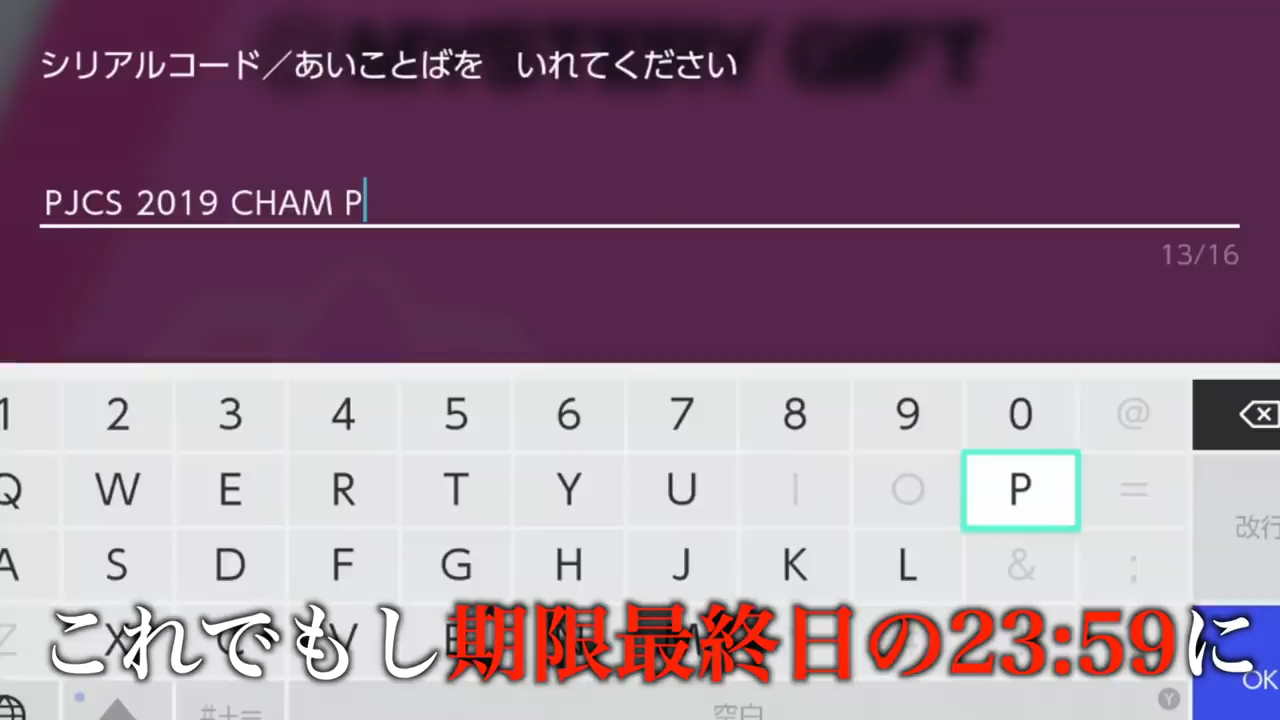 MYSTERY GIFT
シリアルコード/あいことばを いれてください
PJCS 2019 CHAM P
13/16
1 2 3 4 5 6 7 8 9 0 @
Q W E R T Y U I O P =
改行
A S D F G H J K L & ;
Z X C V
これでもし期限最終日の23:59に
OK
#+= 空白 Y